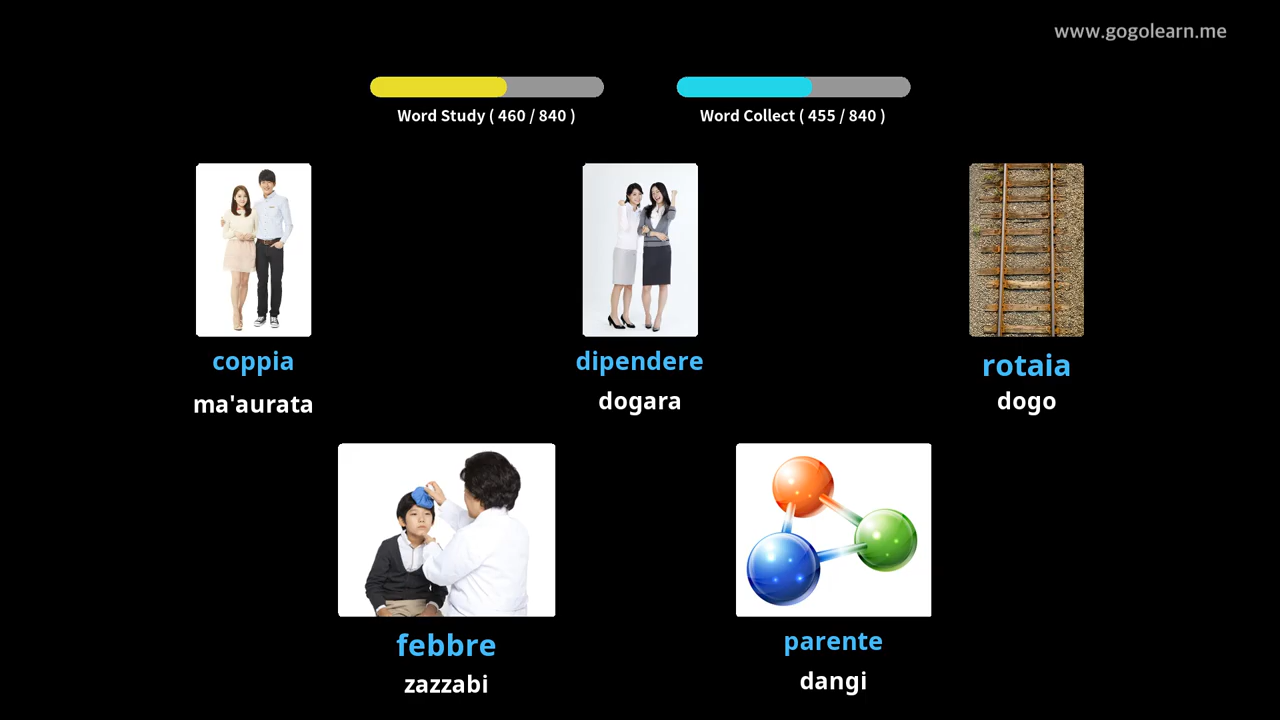 www.gogolearn.me
Word Study ( 460 / 840 )
Word Collect ( 455 / 840 )
coppia
ma'aurata
dipendere
dogara
rotaia
dogo
febbre
zazzabi
parente
dangi